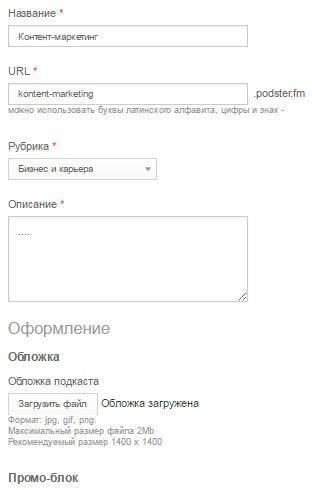 Название *
Контент-маркетинг
URL *
kontent-marketing .podster.fm
можно использовать буквы латинского алфавита, цифры и знак -
Рубрика *
Бизнес и карьера
Описание *
....
Оформление
Обложка
Обложка подкаста
Загрузить файл Обложка загружена
Формат: jpg, gif, png.
Максимальный размер файла 2Mb
Рекомендуемый размер 1400 x 1400
Промо-блок